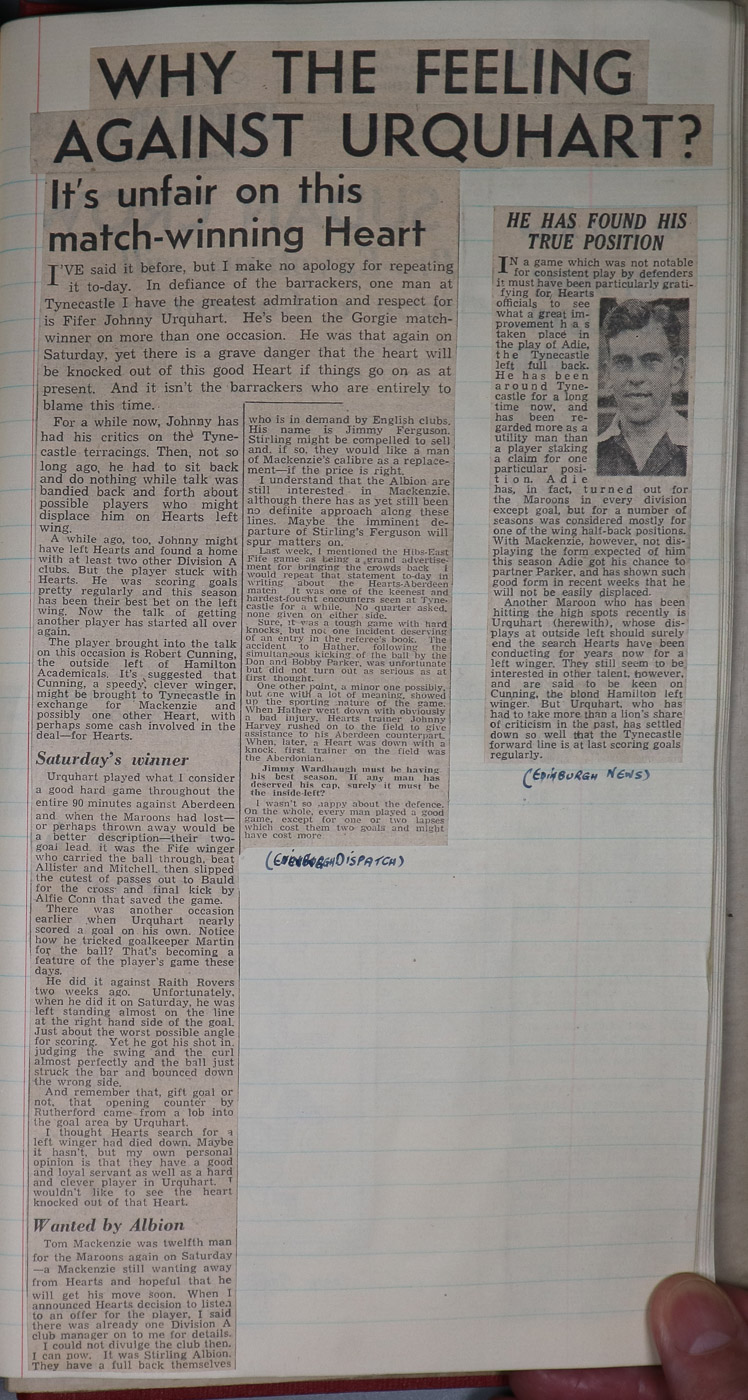 WHY THE FEELING
AGAINST URQUHART?
It's unfair on this
match-winning Heart
I'VE said it before, but I make no apology for repeating
it to-day. In defiance of the barrackers, one man at
Tynecastle I have the greatest admiration and respect for
is Fifer Johnny Urquhart. He's been the Gorgie match-
winner on more than one occasion. He was that again on
Saturday, yet there is a grave danger that the heart will
be knocked out of this good Heart if things go on as at
present. And it isn't the barrackers who are entirely to
blame this time.
For a while now, Johnny has
had his critics on the Tyne-
castle terracings. Then, not so
long ago, he had to sit back
and do nothing while talk was
bandied back and forth about
possible players who might
displace him on Hearts left
wing.
A while ago, too, Johnny might
have left Hearts and found a home
with at least two other Division A
clubs. But the player stuck with
Hearts. He was scoring goals
pretty regularly and this season
has been their best bet on the left
wing. Now the talk of getting
another player has started all over
again.
The player brought into the talk
on this occasion is Robert Cunning,
the outside left of Hamilton
Academicals. It's suggested that
Cunning, a speedy, clever winger,
might be brought to Tynecastle in
exchange for Mackenzie and
possibly one other Heart, with
perhaps some cash involved in the
deal—for Hearts.
Saturday's winner
Urquhart played what I consider
a good hard game throughout the
entire 90 minutes against Aberdeen
and when the Maroons had lost—
or perhaps thrown away would be
a better description—their two-
goal lead, it was the Fife winger
who carried the ball through, beat
Allister and Mitchell, then slipped
the cutest of passes out to Bauld
for the cross and final kick by
Alfie Conn that saved the game.
There was another occasion
earlier when Urquhart nearly
scored a goal on his own. Notice
how he tricked goalkeeper Martin
for the ball? That's becoming a
feature of the player's game these
days.
He did it against Raith Rovers
two weeks ago. Unfortunately,
when he did it on Saturday, he was
left standing almost on the line
at the right hand side of the goal.
Just about the worst possible angle
for scoring. Yet he got his shot in,
judging the swing and the curl
almost perfectly and the ball just
struck the bar and bounced down
the wrong side.
And remember that, gift goal or
not, that opening counter by
Rutherford came from a lob into
the goal area by Urquhart.
I thought Hearts search for a
left winger had died down. Maybe
it hasn't, but my own personal
opinion is that they have a good
and loyal servant as well as a hard
and clever player in Urquhart. I
wouldn't like to see the heart
knocked out of that Heart.
Wanted by Albion
Tom Mackenzie was twelfth man
for the Maroons again on Saturday
—a Mackenzie still wanting away
from Hearts and hopeful that he
will get his move soon. When I
announced Hearts decision to listen
to an offer for the player, I said
there was already one Division A
club manager on to me for details.
I could not divulge the club then.
I can now. It was Stirling Albion.
They have a full back themselves
who is in demand by English clubs.
His name is Jimmy Ferguson.
Stirling might be compelled to sell
and, if so, they would like a man
of Mackenzie's calibre as a replace-
ment—if the price is right.
I understand that the Albion are
still interested in Mackenzie,
although there has as yet still been
no definite approach along these
lines. Maybe the imminent de-
parture of Stirling's Ferguson will
spur matters on.
Last week, I mentioned the Hibs-East
Fife game as being a grand advertise-
ment for bringing the crowds back I
would repeat that statement to-day in
writing about the Hearts-Aberdeen
match It was one of the keenest and
hardest-fought encounters seen at Tyne-
castle for a while. No quarter asked,
none given on either side.
Sure, it was a tough game with hard
knocks, but not one incident deserving
of an entry in the referee's book. The
accident to Hather, following the
simultaneous kicking of the ball by the
Don and Bobby Parker, was unfortunate
but did not turn out as serious as at
first thought.
One other point, a minor one possibly,
but one with a lot of meaning, showed
up the sporting nature of the game.
When Hather went down with obviously
a bad injury, Hearts trainer Johnny
Harvey rushed on to the field to give
assistance to his Aberdeen counterpart.
When, later, a Heart was down with a
knock, first trainer on the field was
the Aberdonian.
Jimmy Wardhaugh must be having
his best season. If any man has
deserved his cap, surely it must be
the inside-left?
I wasn't so happy about the defence.
On the whole, every man played a good
game, except for one or two lapses
which cost them two goals and might
have cost more
(EDINBURGH DISPATCH)
HE HAS FOUND HIS
TRUE POSITION
IN a game which was not notable
for consistent play by defenders
it must have been particularly grati-
fying for Hearts
officials to see
what a great im-
provement has
taken place in
the play of Adie,
the Tynecastle
left full back.
He has been
around Tyne-
castle for a long
time now, and
has been re-
garded more as a
utility man than
a player staking
a claim for one
particular posi-
tion. Adie
has, in fact, turned out for
the Maroons in every division
except goal, but for a number of
seasons was considered mostly for
one of the wing half-back positions.
With Mackenzie, however, not dis-
playing the form expected of him
this season Adie got his chance to
partner Parker, and has shown such
good form in recent weeks that he
will not be easily displaced.
Another Maroon who has been
hitting the high spots recently is
Urquhart (herewith), whose dis-
plays at outside left should surely
end the search Hearts have been
conducting for years now for a
left winger. They still seem to be
interested in other talent, however,
and are said to be keen on
Cunning, the blond Hamilton left
winger. But Urquhart, who has
had to take more than a lion's share
of criticism in the past, has settled
down so well that the Tynecastle
forward line is at last scoring goals
regularly.
(EDINBURGH NEWS)